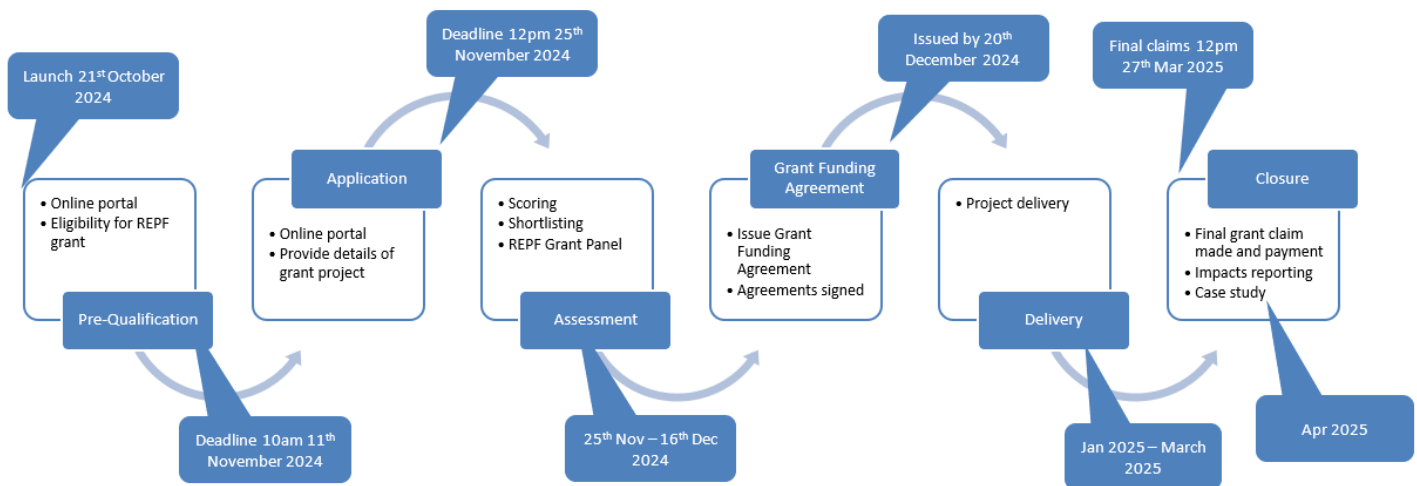 Launch 21st October
2024
• Online portal
• Eligibility for REPF
grant
Pre-Qualification
Deadline 10am 11th
November 2024
Deadline 12pm 25th
November 2024
Application
• Online portal
• Provide details of
grant project
• Scoring
• Shortlisting
• REPF Grant Panel
Assessment
25th Nov – 16th Dec
2024
Issued by 20th
December 2024
Grant Funding
Agreement
• Issue Grant
Funding
Agreement
• Agreements signed
• Project delivery
Delivery
Jan 2025 – March
2025
Final claims 12pm
27th Mar 2025
Closure
• Final grant claim
made and payment
• Impacts reporting
• Case study
Apr 2025